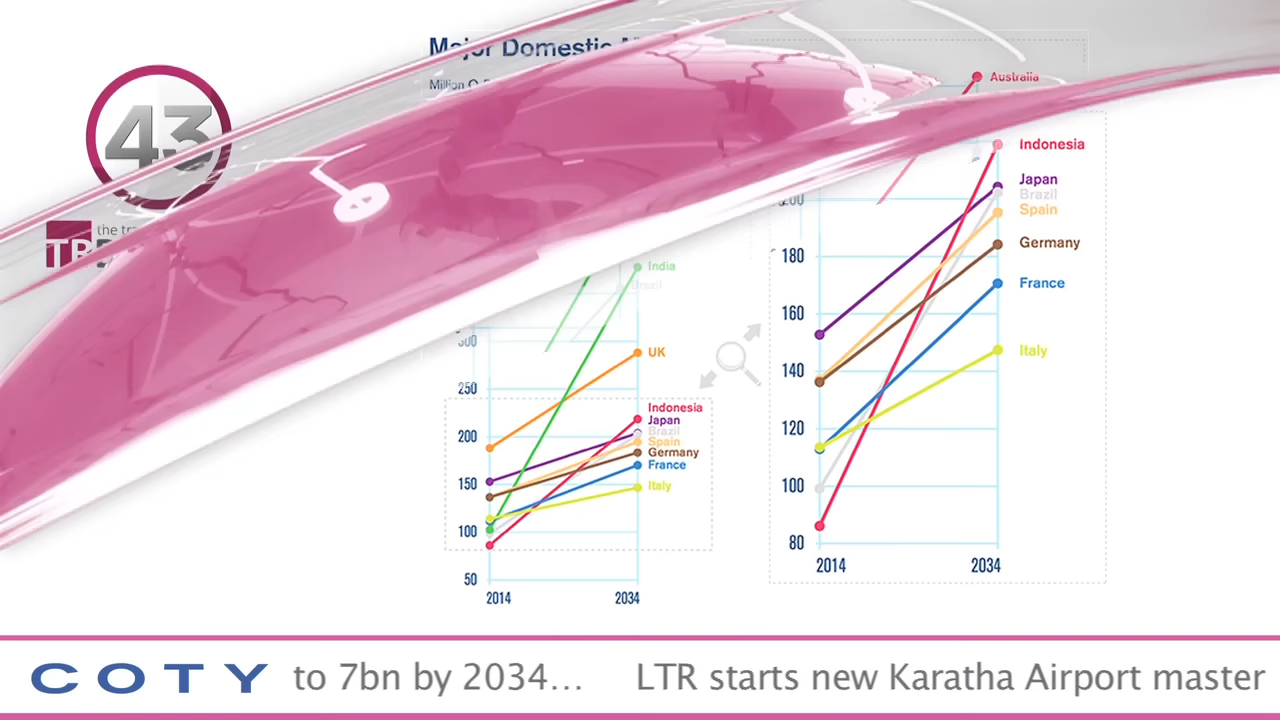 43
Major Domestic
Million
the tra
TR
Australia
Indonesia
Japan
Brazil
Spain
Germany
France
Italy
180
160
140
120
100
80
2014 2034
India
Brazil
UK
Indonesia
Japan
Brazil
Spain
Germany
France
Italy
300
250
200
150
100
50
2014 2034
COTY to 7bn by 2034... LTR starts new Karatha Airport master